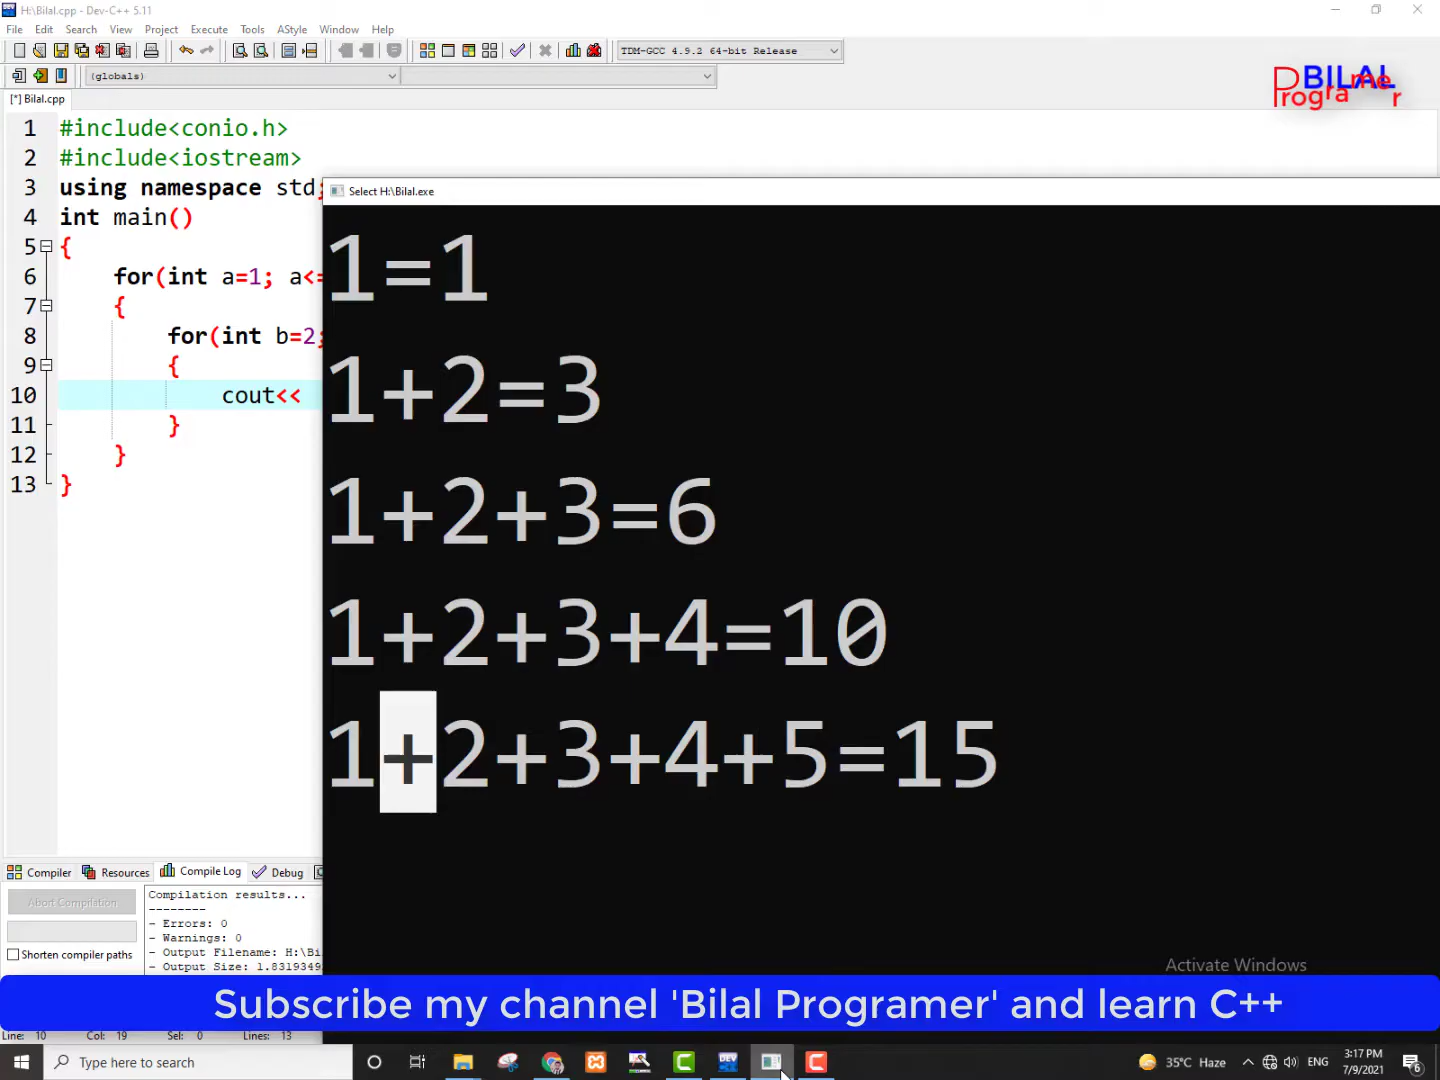 H:\Bilal.cpp - Dev-C++ 5.11
File Edit Search View Project Execute Tools AStyle Window Help
TDM-GCC 4.9.2 64-bit Release
(globals)
BILAL
Programer
[*] Bilal.cpp
1 #include<conio.h>
2 #include<iostream>
3 using namespace std;
4 int main()
5 {
6 for(int a=1; a<=
7 {
8 for(int b=2;
9 {
10 cout<<
11 }
12 }
13 }
Select H:\Bilal.exe
1=1
1+2=3
1+2+3=6
1+2+3+4=10
1+2+3+4+5=15
Compiler Resources Compile Log Debug
Abort Compilation
Shorten compiler paths
Compilation results...
--------
- Errors: 0
- Warnings: 0
- Output Filename: H:\Bi
- Output Size: 1.8319349
Activate Windows
Subscribe my channel 'Bilal Programer' and learn C++
Line: 10 Col: 19 Sel: 0 Lines: 13
Type here to search
DEV
35°C Haze
ENG
3:17 PM
7/9/2021
6